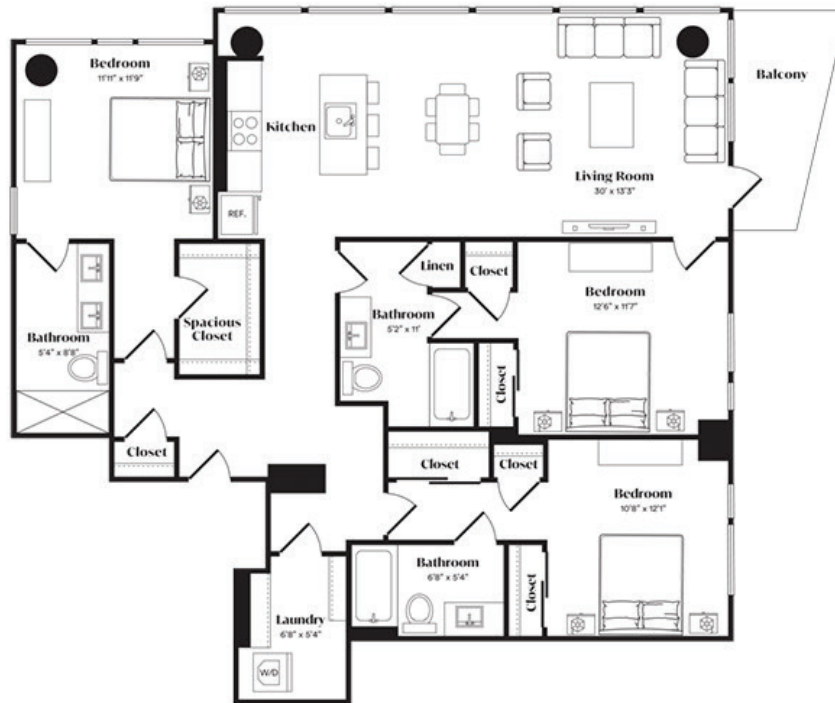 Bedroom
11'11" x 11'9"
Kitchen
REF.
Living Room
30' x 13'3"
Balcony
Bathroom
5'4" x 8'8"
Spacious
Closet
Linen
Closet
Bathroom
5'2" x 11'
Bedroom
12'6" x 11'7"
Closet
Closet
Closet
Closet
Bedroom
10'8" x 12'1"
Bathroom
6'8" x 5'4"
Closet
Laundry
6'8" x 5'4"
W/D